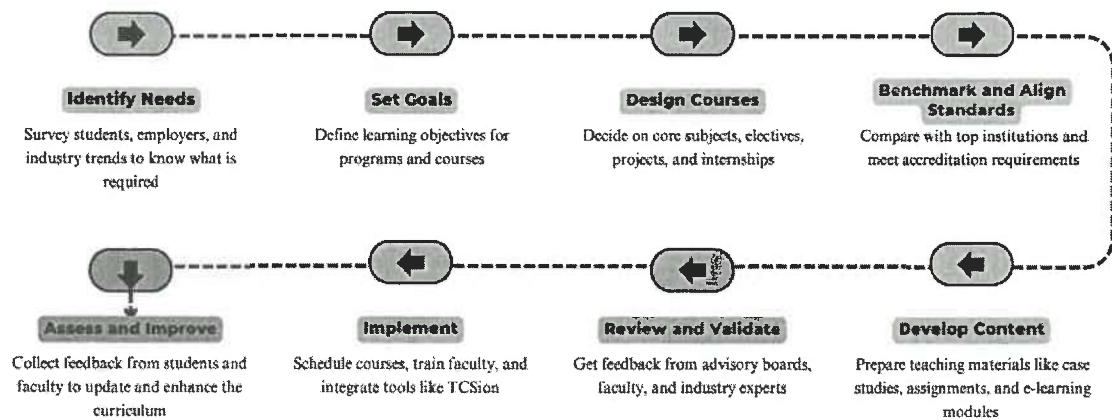 Identify Needs
Survey students, employers, and
industry trends to know what is
required
Set Goals
Define learning objectives for
programs and courses
Design Courses
Decide on core subjects, electives,
projects, and internships
Benchmark and Align
Standards
Compare with top institutions and
meet accreditation requirements
Develop Content
Prepare teaching materials like case
studies, assignments, and e-learning
modules
Review and Validate
Get feedback from advisory boards,
faculty, and industry experts
Implement
Schedule courses, train faculty, and
integrate tools like TCSion
Assess and Improve
Collect feedback from students and
faculty to update and enhance the
curriculum